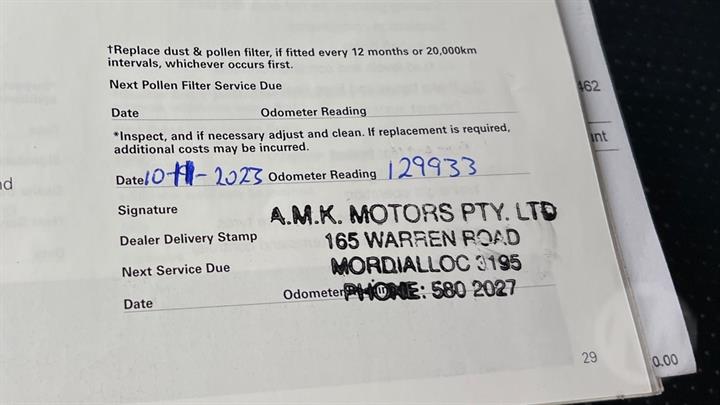 †Replace dust & pollen filter, if fitted every 12 months or 20,000km
intervals, whichever occurs first.
Next Pollen Filter Service Due
Date Odometer Reading
*Inspect, and if necessary adjust and clean. If replacement is required,
additional costs may be incurred.
Date 10-11-2023 Odometer Reading 129933
Signature
A.M.K. MOTORS PTY. LTD
Dealer Delivery Stamp
165 WARREN ROAD
Next Service Due
MORDIALLOC 3195
Date
Odometer
PHONE: 580 2027
29
462
int
0.00